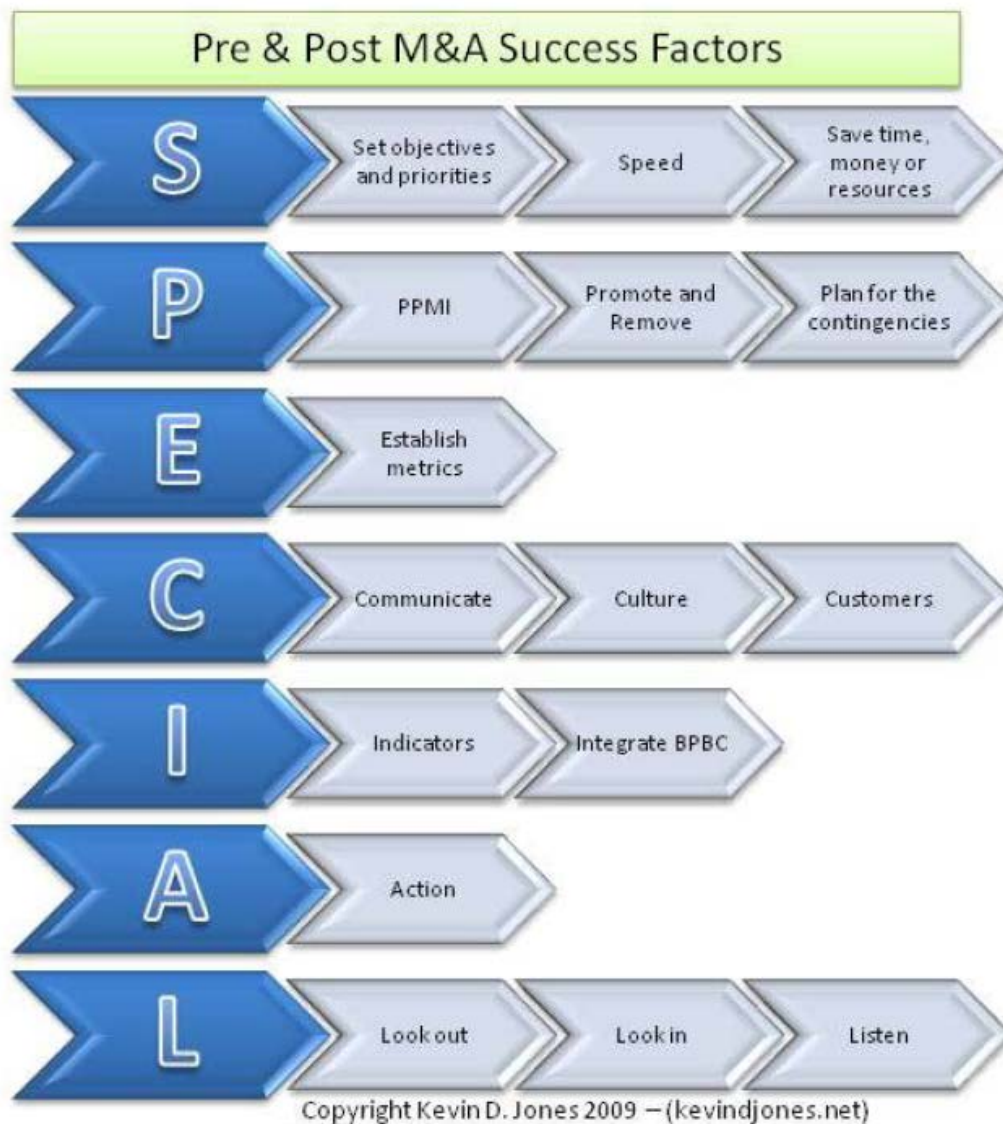 Pre & Post M&A Success Factors
S
Set objectives
and priorities
Speed
Save time,
money or
resources
P
PPMI
Promote and
Remove
Plan for the
contingencies
E
Establish
metrics
C
Communicate
Culture
Customers
I
Indicators
Integrate BPBC
A
Action
L
Look out
Look in
Listen
Copyright Kevin D. Jones 2009 – (kevindjones.net)